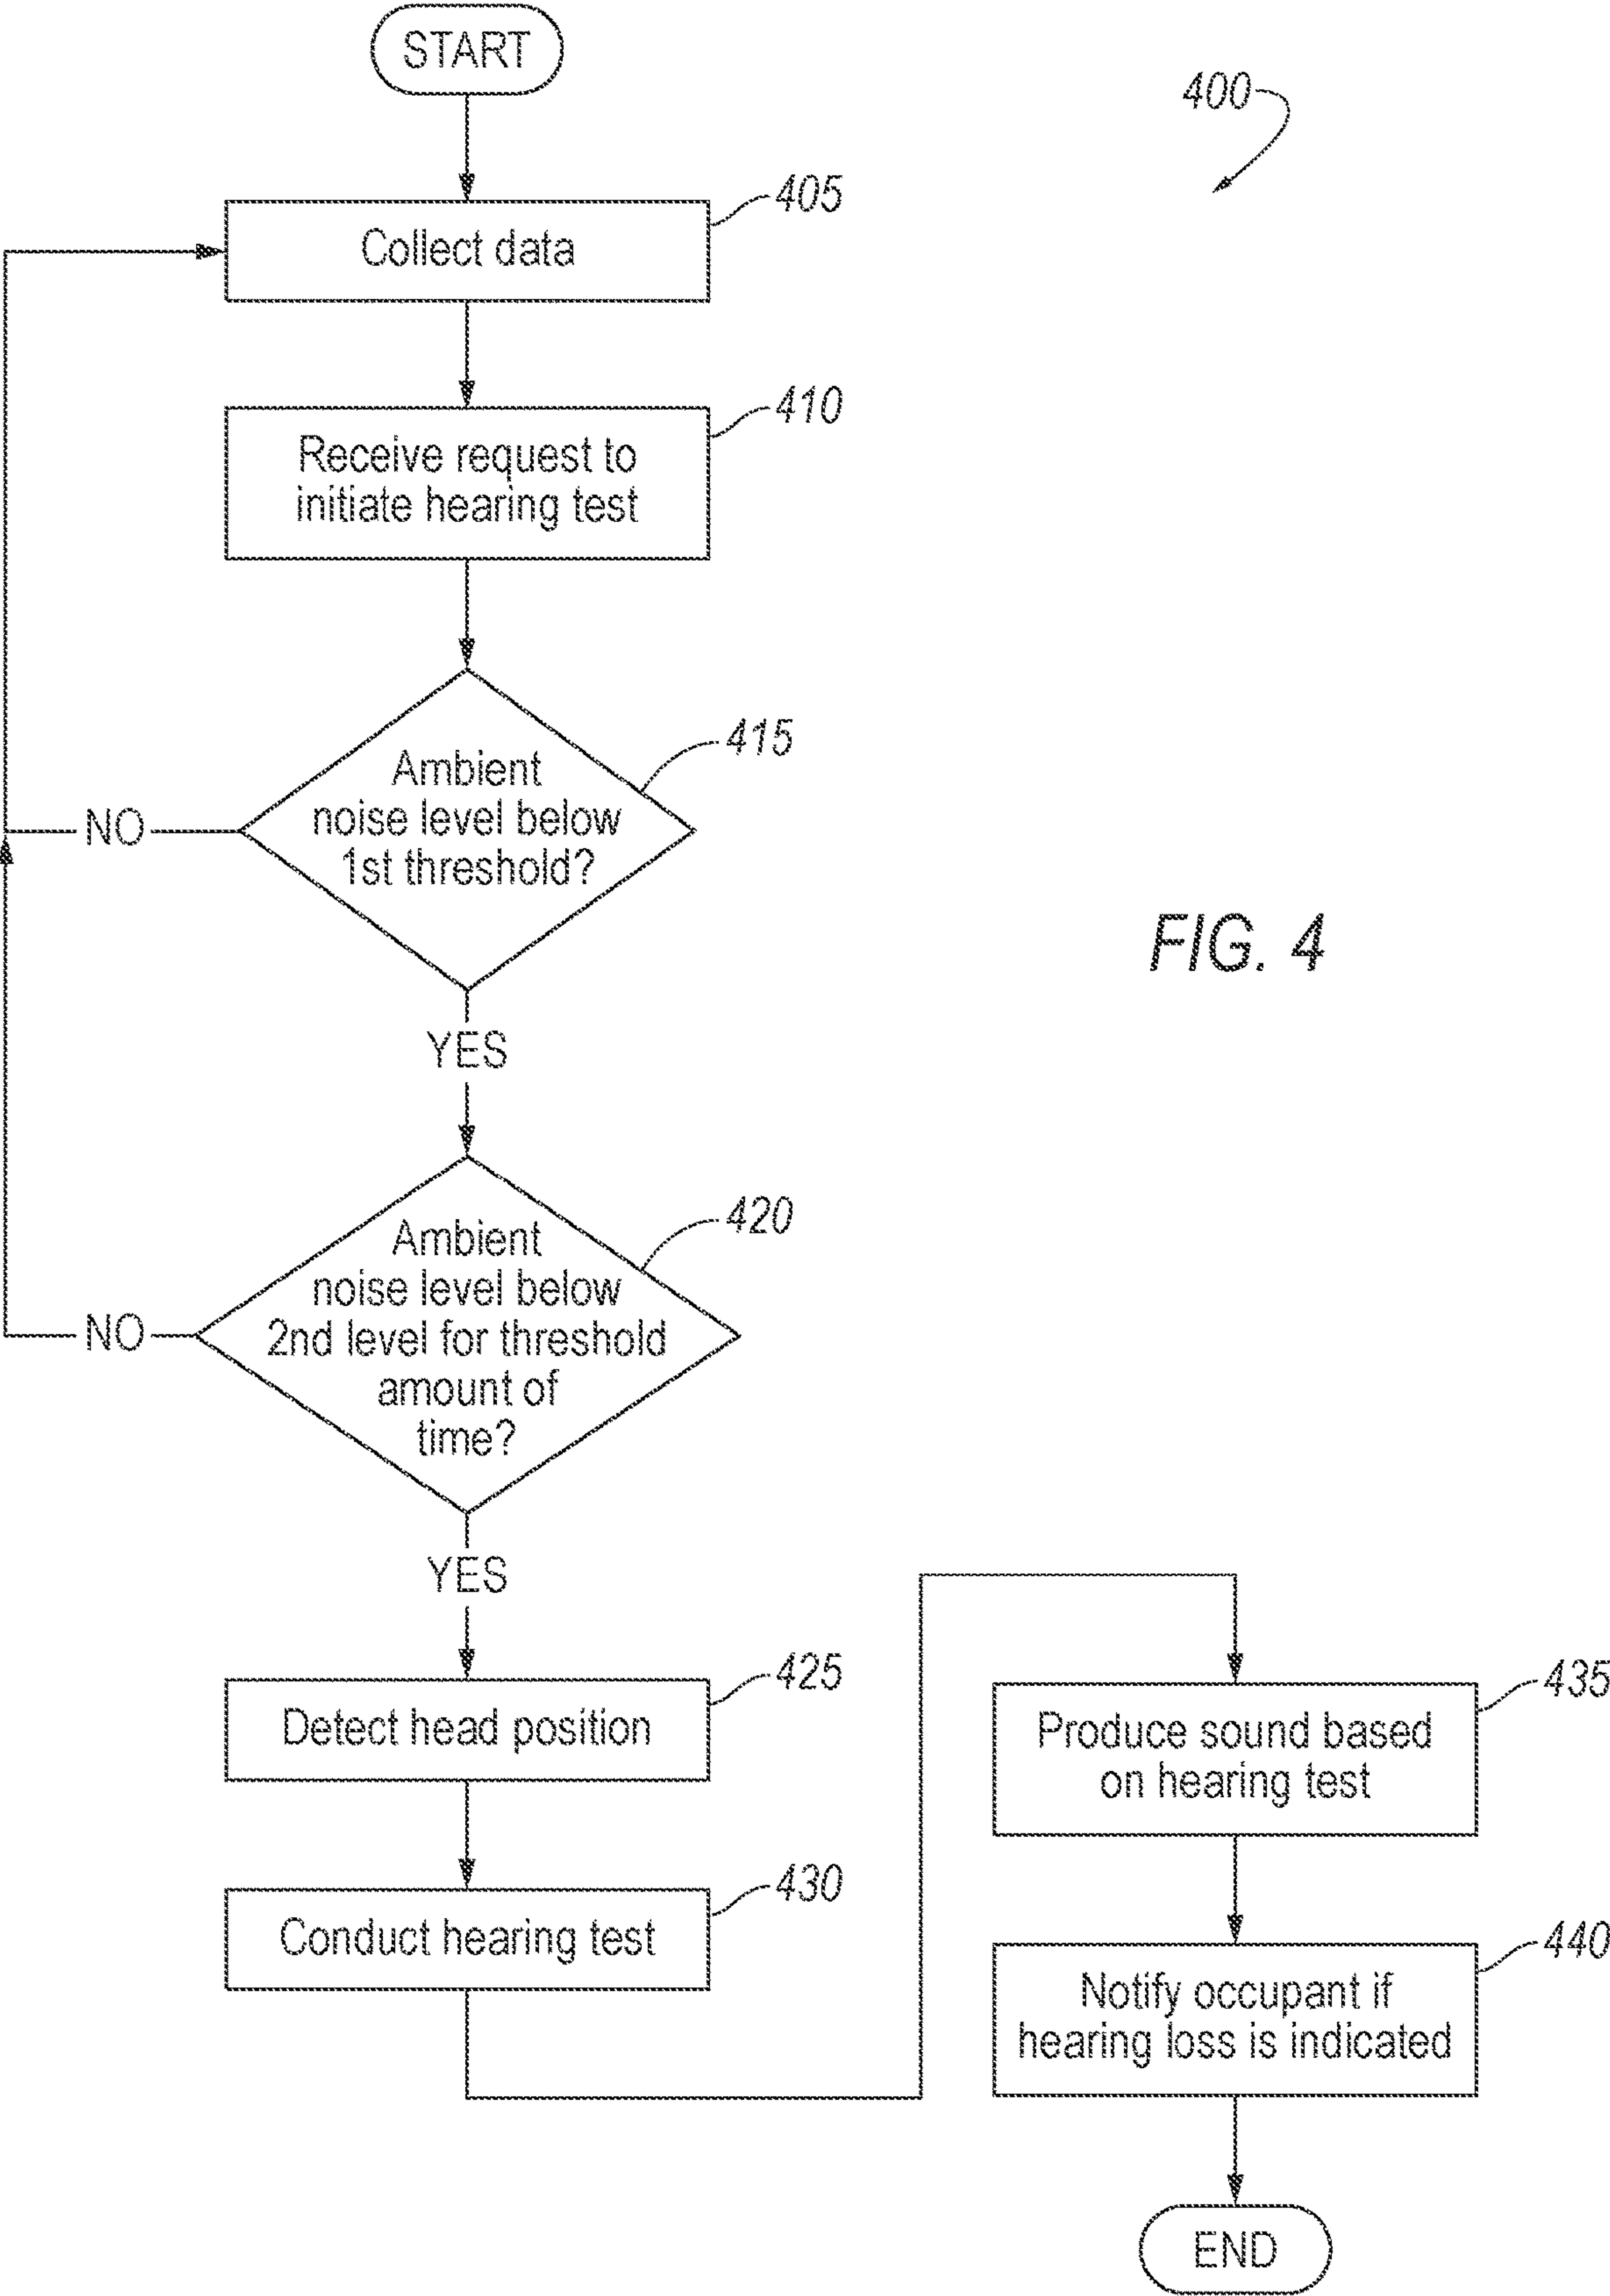 START
400
405
Collect data
410
Receive request to
initiate hearing test
415
Ambient
noise level below
1st threshold?
NO
YES
FIG. 4
420
Ambient
noise level below
2nd level for threshold
amount of
time?
NO
YES
425
Detect head position
430
Conduct hearing test
435
Produce sound based
on hearing test
440
Notify occupant if
hearing loss is indicated
END